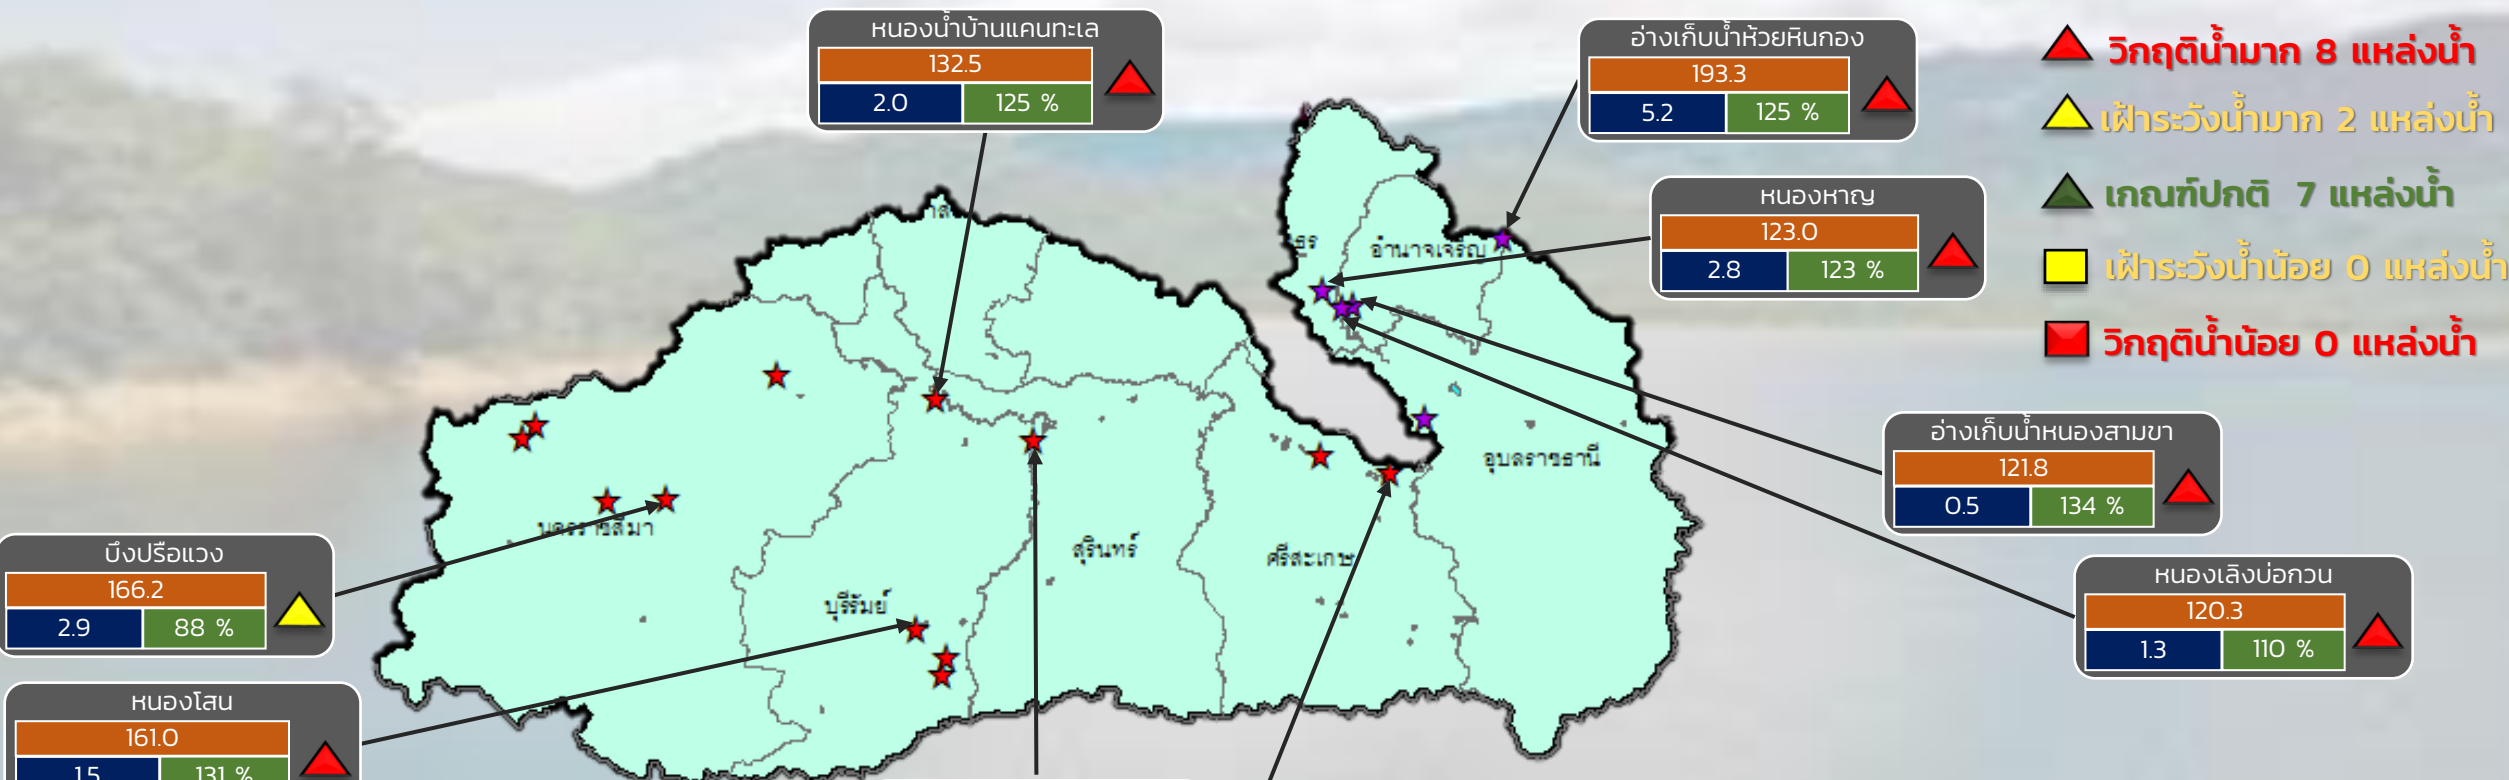 หนองน้ำบ้านแคนทะเล
132.5
2.0 125 %
อ่างเก็บน้ำห้วยหินกอง
193.3
5.2 125 %
หนองหาญ
123.0
2.8 123 %
วิกฤติน้ำมาก 8 แหล่งน้ำ
เฝ้าระวังน้ำมาก 2 แหล่งน้ำ
เกณฑ์ปกติ 7 แหล่งน้ำ
เฝ้าระวังน้ำน้อย 0 แหล่งน้ำ
วิกฤติน้ำน้อย 0 แหล่งน้ำ
อำนาจเจริญ
อุบลราชธานี
นครราชสีมา
สุรินทร์
ศรีสะเกษ
บุรีรัมย์
อ่างเก็บน้ำหนองสามขา
121.8
0.5 134 %
หนองเลิงบ่อกวน
120.3
1.3 110 %
บึงปรือแวง
166.2
2.9 88 %
หนองโสน
161.0
1.5 131 %